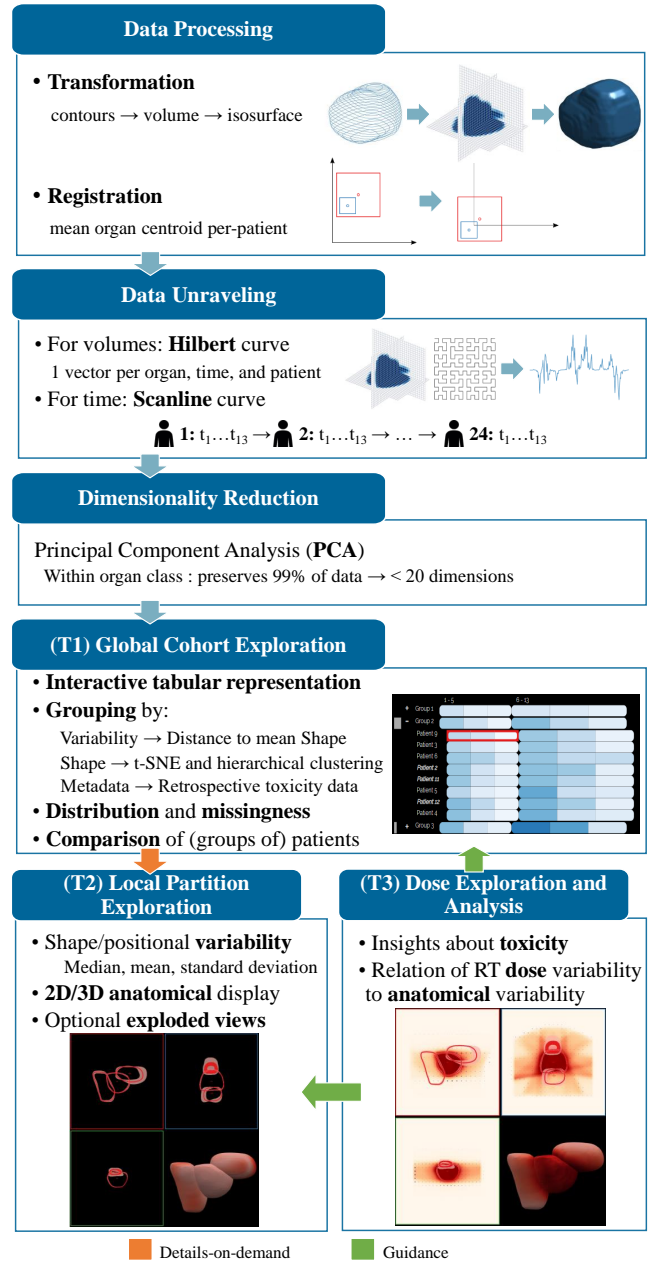 Data Processing
• Transformation
contours → volume → isosurface
• Registration
mean organ centroid per-patient
Data Unraveling
• For volumes: Hilbert curve
1 vector per organ, time, and patient
• For time: Scanline curve
1: t1…t13 → 2: t1…t13 → … → 24: t1…t13
Dimensionality Reduction
Principal Component Analysis (PCA)
Within organ class : preserves 99% of data → < 20 dimensions
(T1) Global Cohort Exploration
• Interactive tabular representation
• Grouping by:
Variability → Distance to mean Shape
Shape → t-SNE and hierarchical clustering
Metadata → Retrospective toxicity data
• Distribution and missingness
• Comparison of (groups of) patients
1 - 5 6 - 13
+ Group 1
- Group 2
Patient 9
Patient 3
Patient 6
Patient 2
Patient 11
Patient 5
Patient 12
Patient 4
+ Group 3
(T2) Local Partition
Exploration
• Shape/positional variability
Median, mean, standard deviation
• 2D/3D anatomical display
• Optional exploded views
(T3) Dose Exploration and
Analysis
• Insights about toxicity
• Relation of RT dose variability
to anatomical variability
Details-on-demand
Guidance